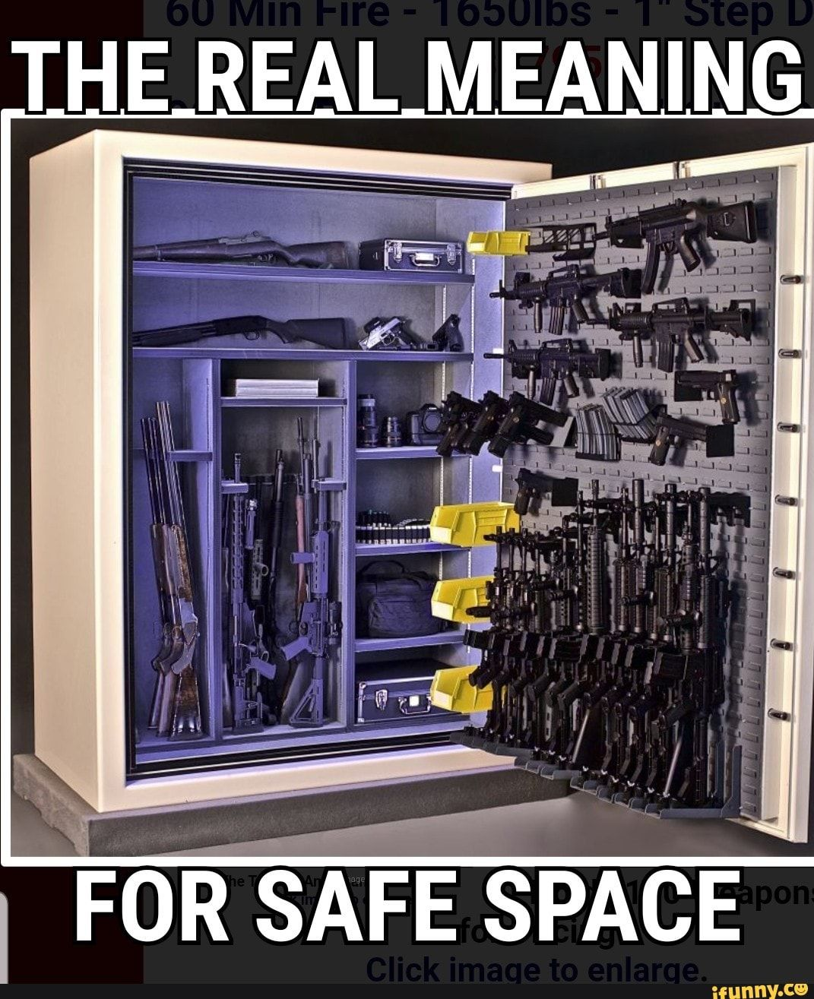 60 Min Fire - 1650lbs - 1" Step D
THE REAL MEANING
FOR SAFE SPACE
Click image to enlarge.
ifunny.co